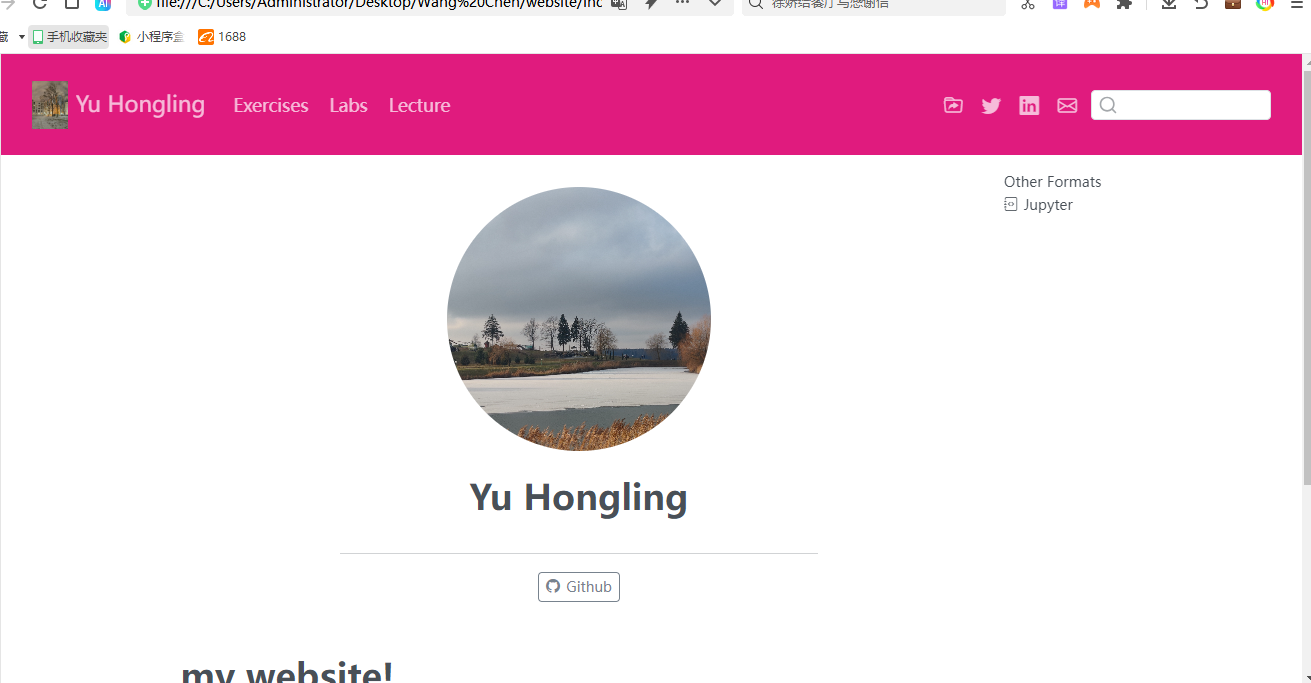 file:///C:/Users/Administrator/Desktop/Wang%20Chen/website/inc
藏 手机收藏夹 小程序盒 1688
Yu Hongling Exercises Labs Lecture
Other Formats
Jupyter
Yu Hongling
Github
my website!